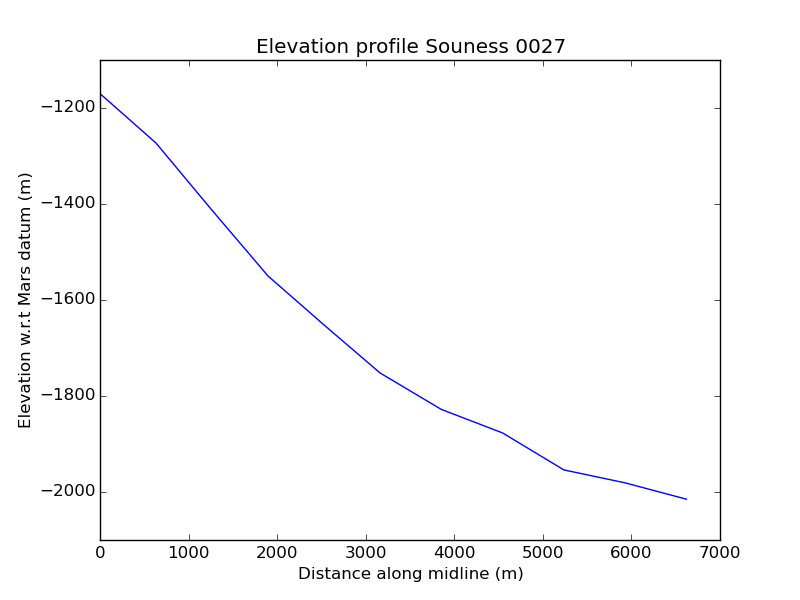 Elevation profile Souness 0027
Elevation w.r.t Mars datum (m)
−1200
−1400
−1600
−1800
−2000
0 1000 2000 3000 4000 5000 6000 7000
Distance along midline (m)